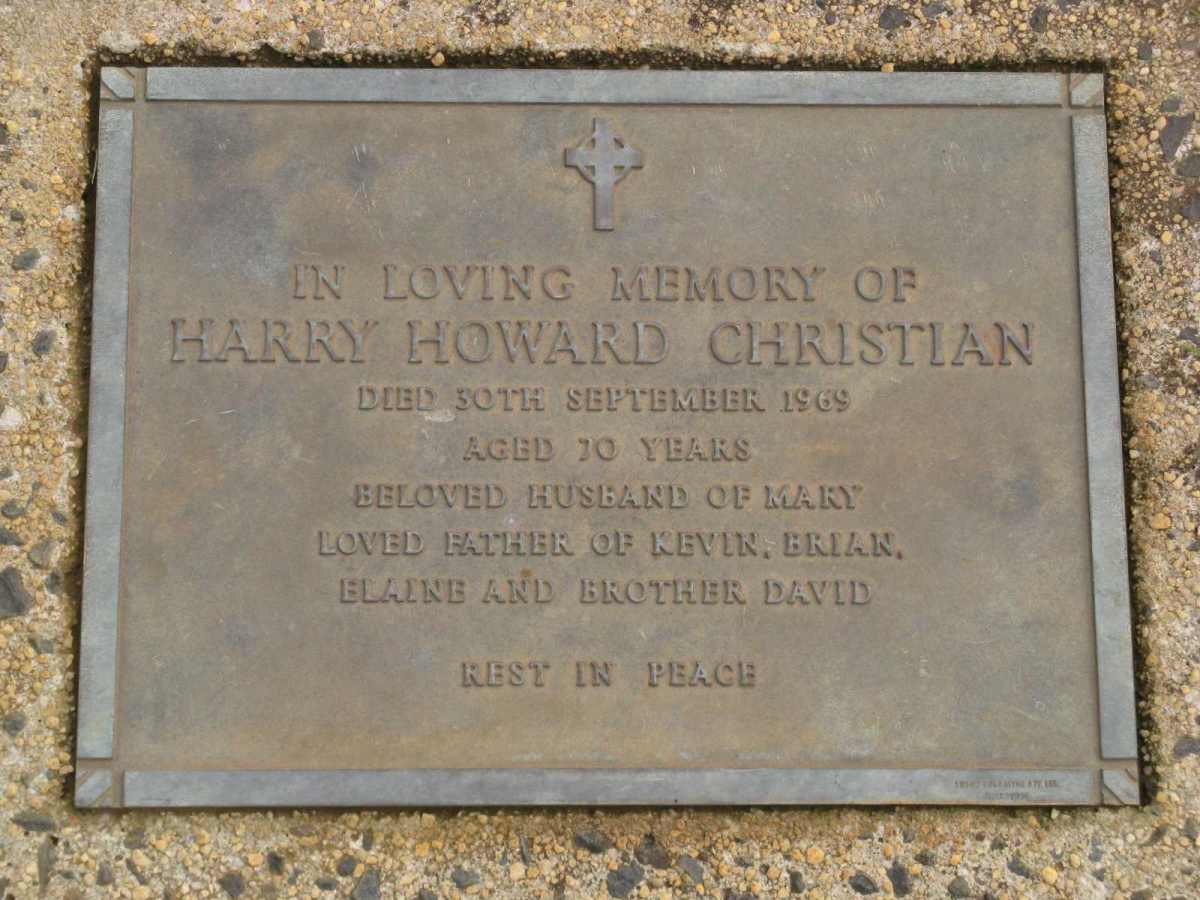 IN LOVING MEMORY OF
HARRY HOWARD CHRISTIAN
DIED 30TH SEPTEMBER 1969
AGED 70 YEARS
BELOVED HUSBAND OF MARY
LOVED FATHER OF KEVIN, BRIAN,
ELAINE AND BROTHER DAVID
REST IN PEACE